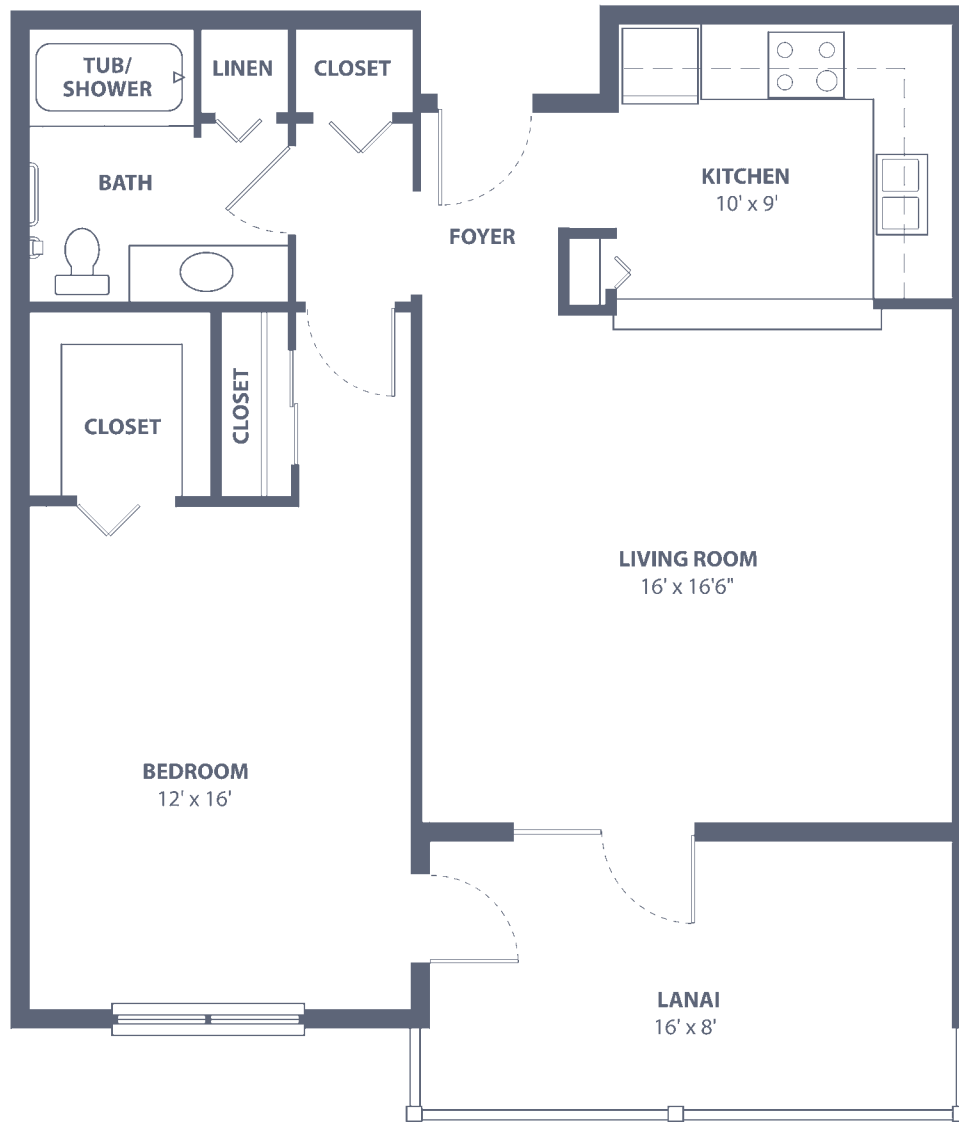 TUB/
SHOWER
LINEN
CLOSET
BATH
KITCHEN
10' x 9'
FOYER
CLOSET
CLOSET
LIVING ROOM
16' x 16'6"
BEDROOM
12' x 16'
LANAI
16' x 8'